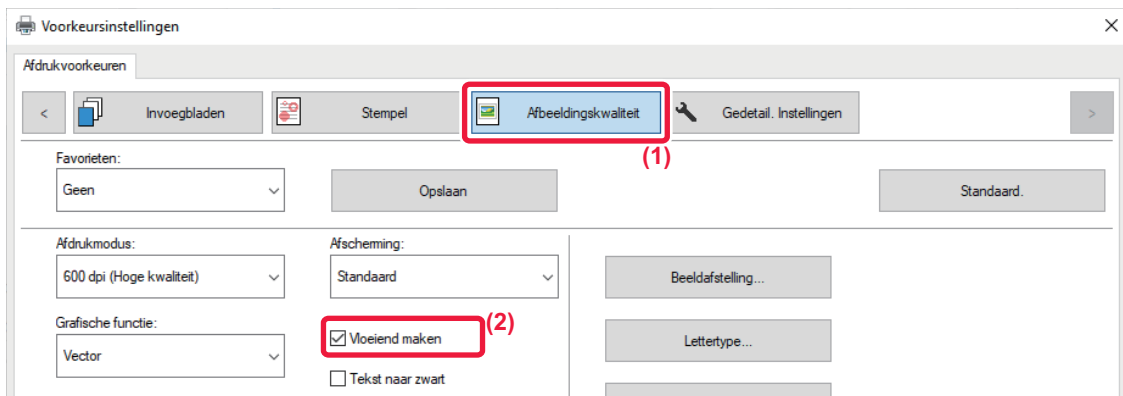 Voorkeursinstellingen
Afdrukvoorkeuren
< Invoegbladen Stempel Afbeeldingskwaliteit Gedetail. Instellingen >
(1)
Favorieten:
Geen Opslaan Standaard.
Afdrukmodus: Afscherming:
600 dpi (Hoge kwaliteit) Standaard Beeldafstelling...
Grafische functie: (2)
Vloeiend maken Lettertype...
Vector
Tekst naar zwart